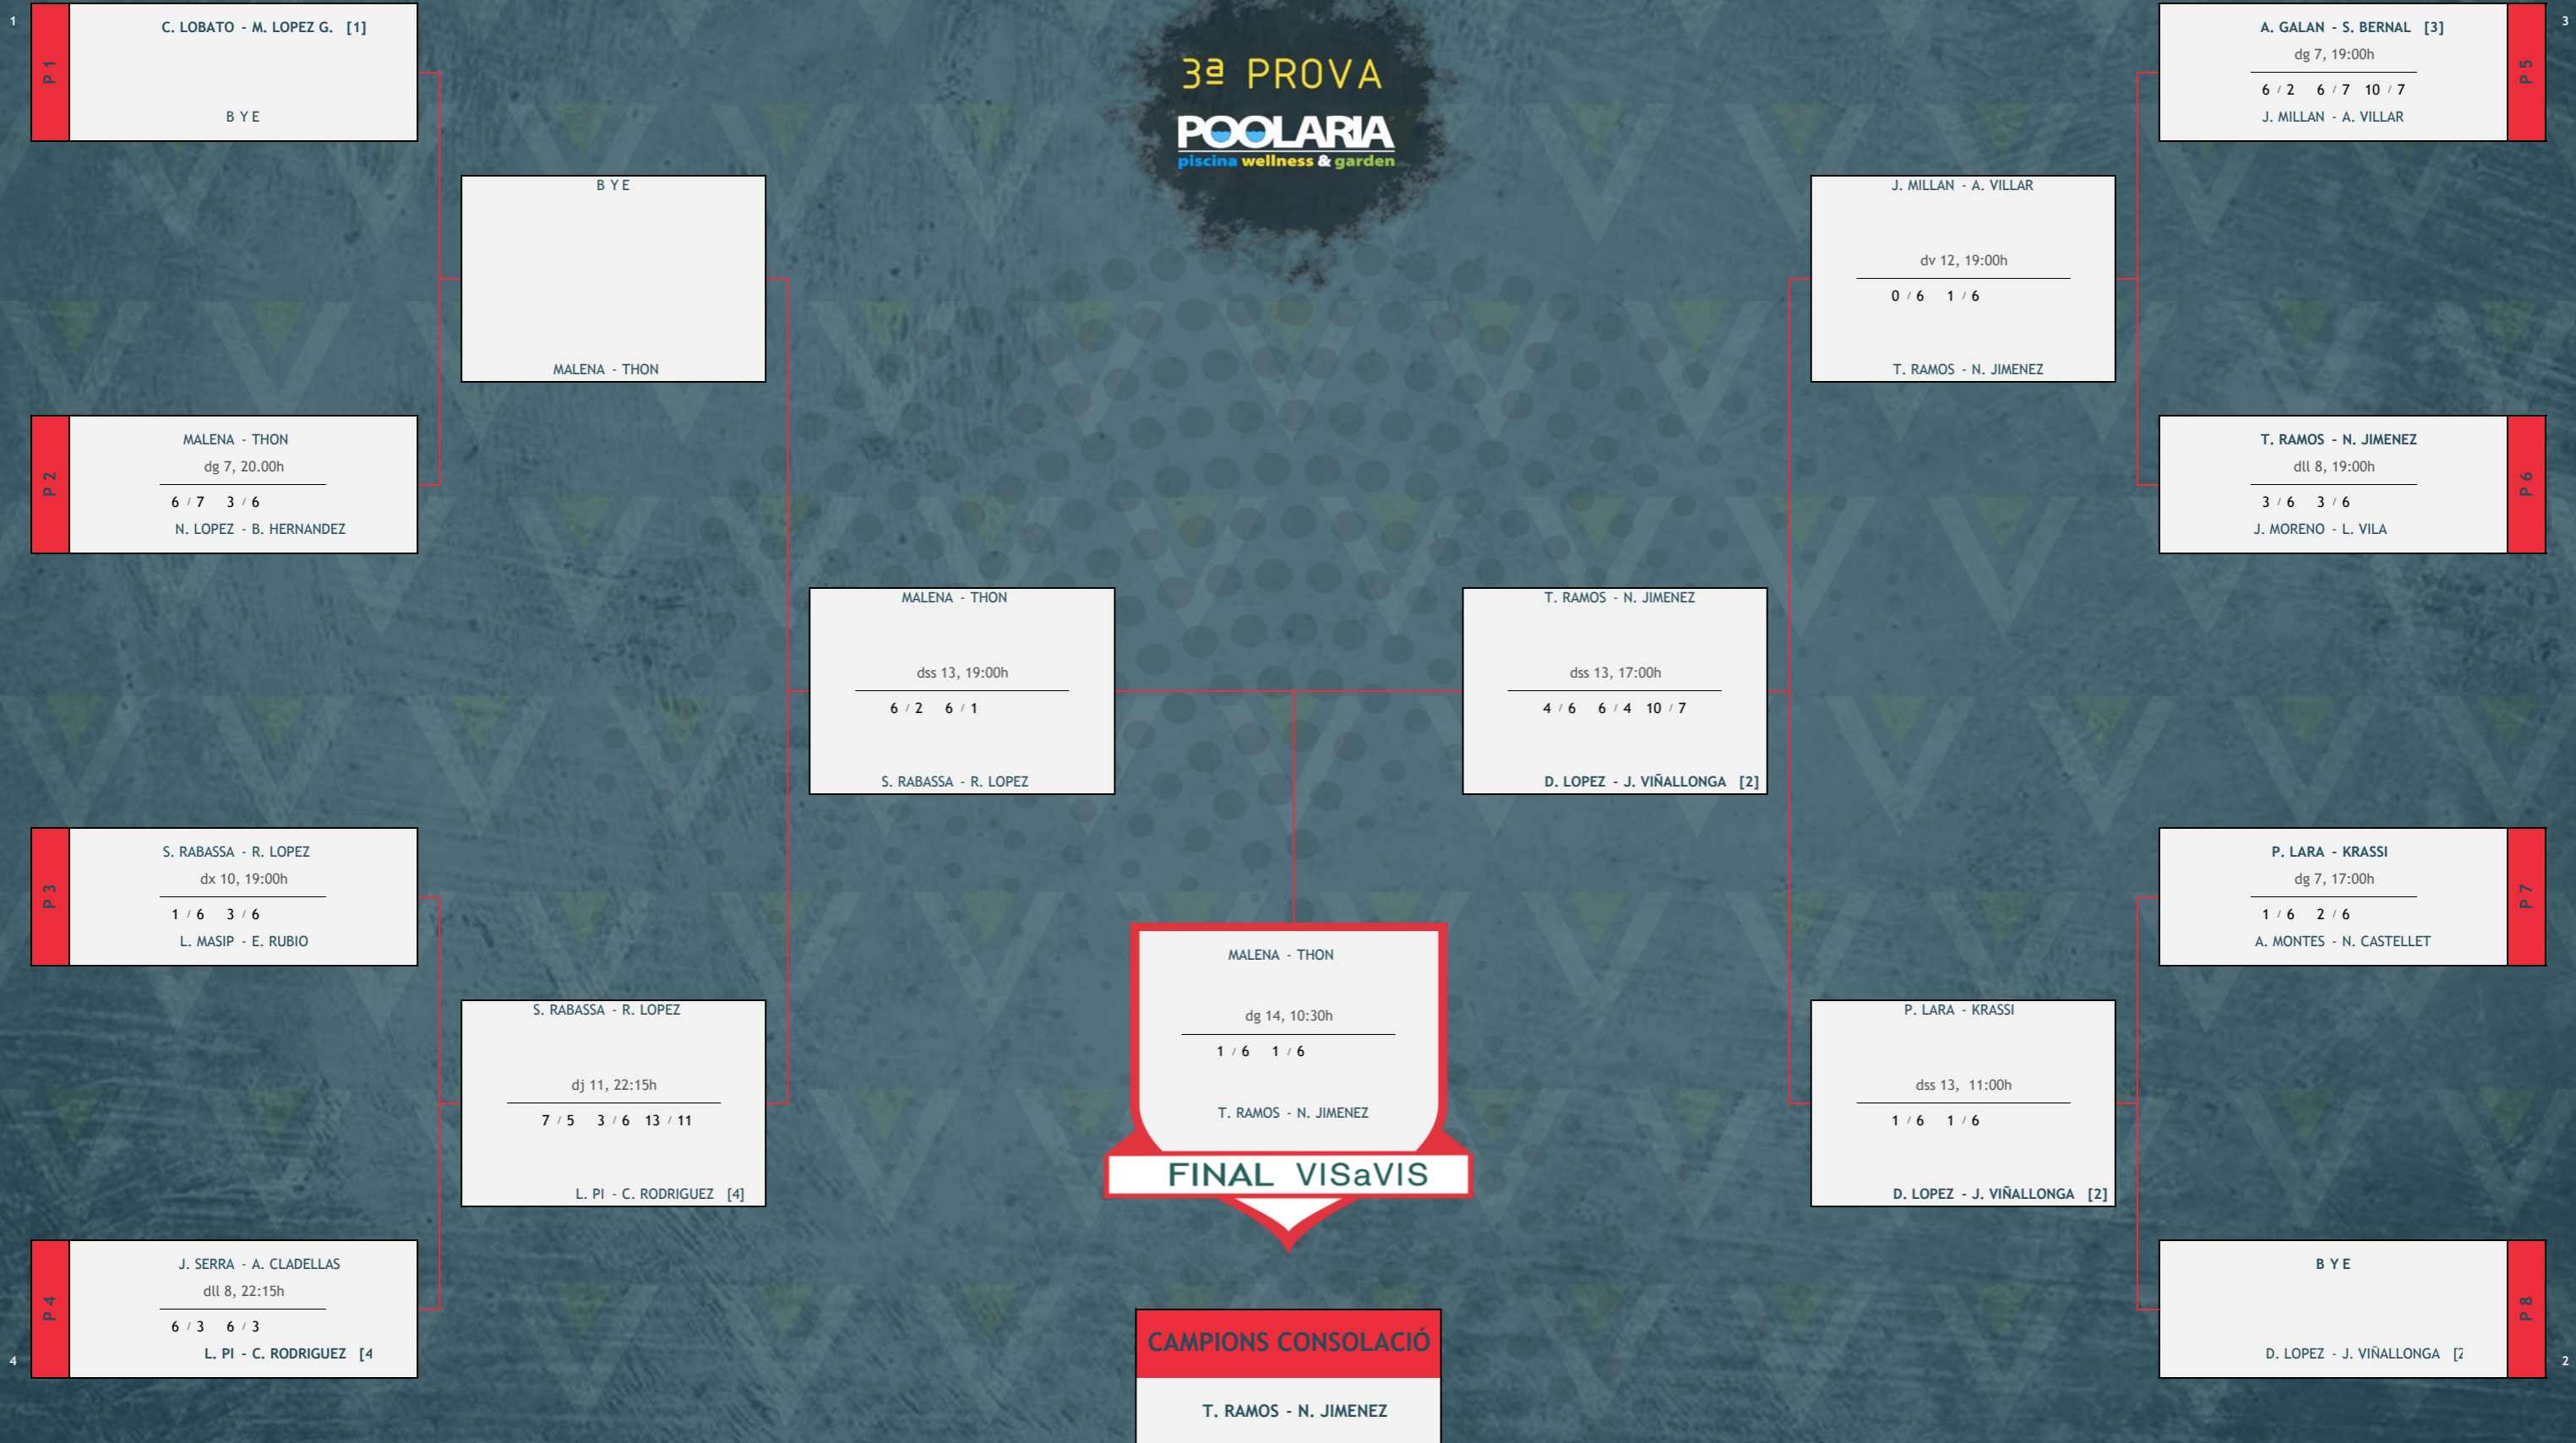 1
P 1
C. LOBATO - M. LOPEZ G. [1]
B Y E
P 2
MALENA - THON
dg 7, 20.00h
6 / 7 3 / 6
N. LOPEZ - B. HERNANDEZ
P 3
S. RABASSA - R. LOPEZ
dx 10, 19:00h
1 / 6 3 / 6
L. MASIP - E. RUBIO
4
P 4
J. SERRA - A. CLADELLAS
dll 8, 22:15h
6 / 3 6 / 3
L. PI - C. RODRIGUEZ [4
B Y E
MALENA - THON
S. RABASSA - R. LOPEZ
dj 11, 22:15h
7 / 5 3 / 6 13 / 11
L. PI - C. RODRIGUEZ [4]
MALENA - THON
dss 13, 19:00h
6 / 2 6 / 1
S. RABASSA - R. LOPEZ
3ª PROVA
POOLARIA
piscina wellness & garden
MALENA - THON
dg 14, 10:30h
1 / 6 1 / 6
T. RAMOS - N. JIMENEZ
FINAL VISaVIS
CAMPIONS CONSOLACIÓ
T. RAMOS - N. JIMENEZ
T. RAMOS - N. JIMENEZ
dss 13, 17:00h
4 / 6 6 / 4 10 / 7
D. LOPEZ - J. VIÑALLONGA [2]
J. MILLAN - A. VILLAR
dv 12, 19:00h
0 / 6 1 / 6
T. RAMOS - N. JIMENEZ
P. LARA - KRASSI
dss 13, 11:00h
1 / 6 1 / 6
D. LOPEZ - J. VIÑALLONGA [2]
3
P 5
A. GALAN - S. BERNAL [3]
dg 7, 19:00h
6 / 2 6 / 7 10 / 7
J. MILLAN - A. VILLAR
P 6
T. RAMOS - N. JIMENEZ
dll 8, 19:00h
3 / 6 3 / 6
J. MORENO - L. VILA
P 7
P. LARA - KRASSI
dg 7, 17:00h
1 / 6 2 / 6
A. MONTES - N. CASTELLET
P 8
B Y E
D. LOPEZ - J. VIÑALLONGA [2
2